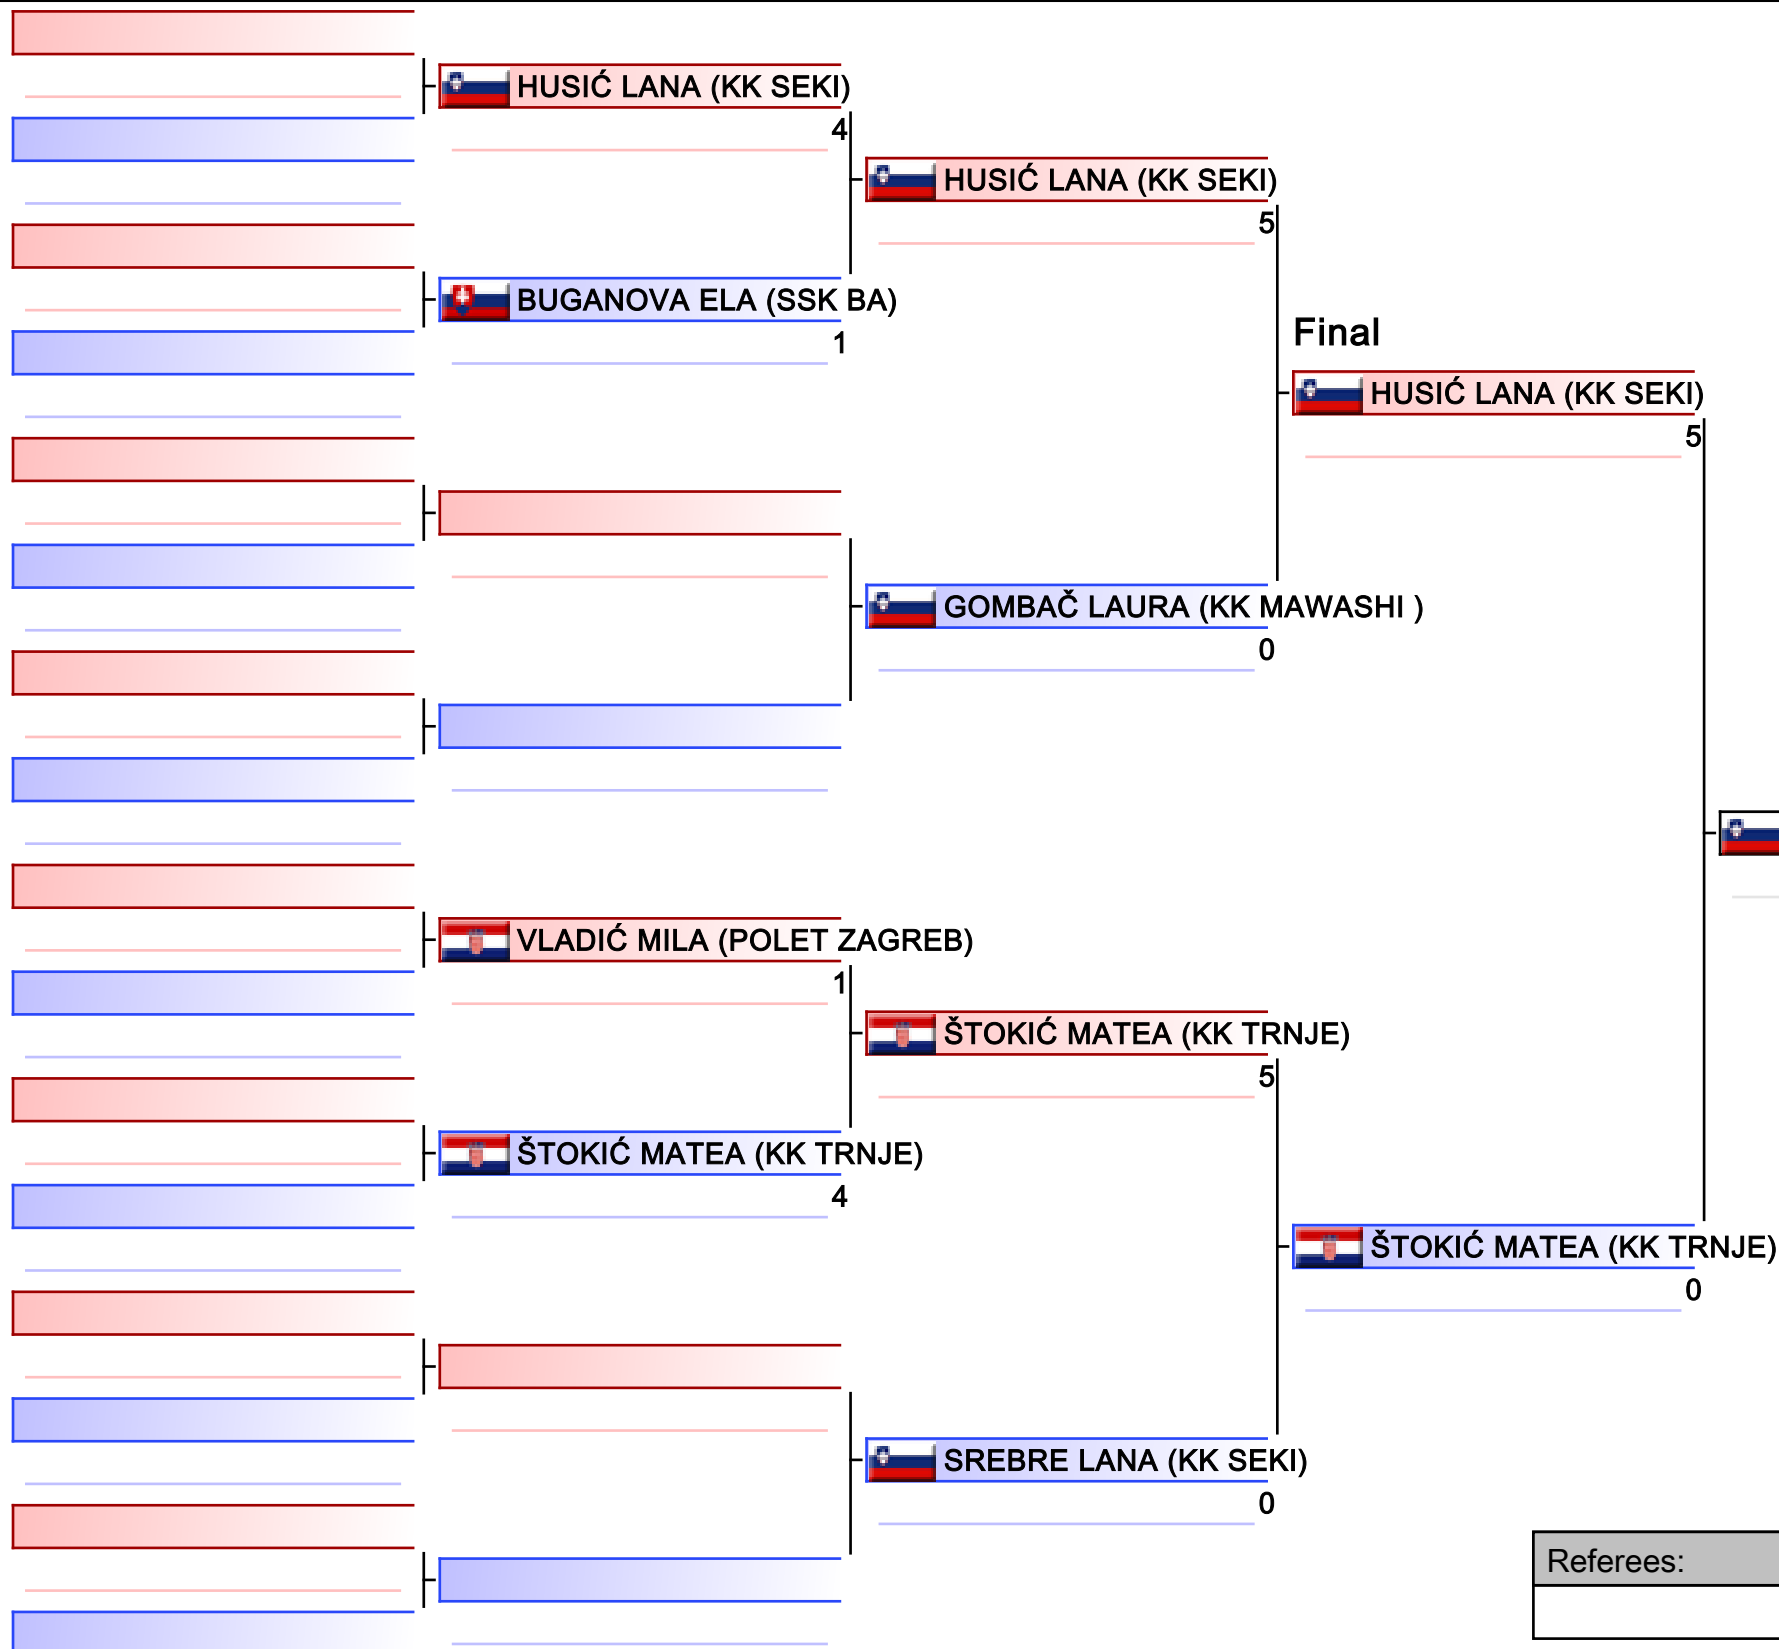 HUSIĆ LANA (KK SEKI)
4
HUSIĆ LANA (KK SEKI)
5
BUGANOVA ELA (SSK BA)
1
Final
HUSIĆ LANA (KK SEKI)
5
GOMBAČ LAURA (KK MAWASHI )
0
VLADIĆ MILA (POLET ZAGREB)
1
ŠTOKIĆ MATEA (KK TRNJE)
5
ŠTOKIĆ MATEA (KK TRNJE)
4
ŠTOKIĆ MATEA (KK TRNJE)
0
SREBRE LANA (KK SEKI)
0
Referees: